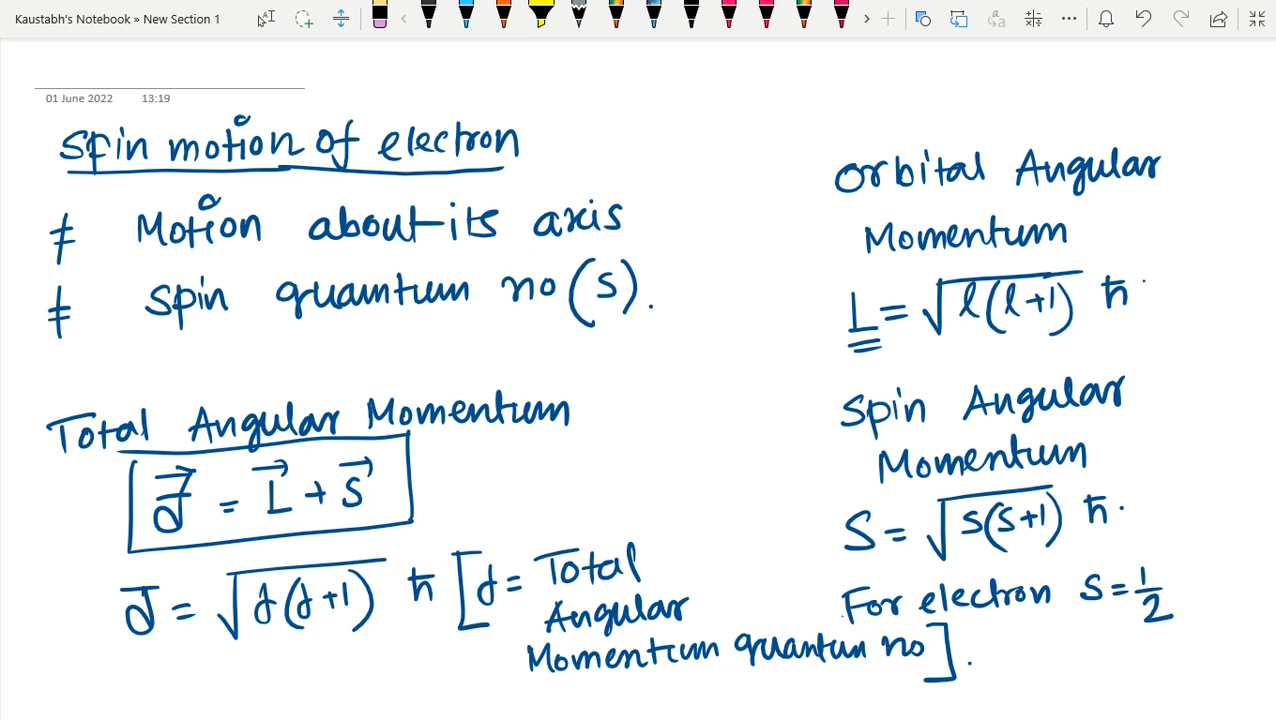 Kaustabh's Notebook » New Section 1
01 June 2022 13:19
Spin motion of electron
≠ Motion about its axis
≠ Spin quantum no (s).
Total Angular Momentum
J⃗ = L⃗ + S⃗
J = √j(j+1) ħ [j = Total
Angular
Momentum quantum no].
Orbital Angular
Momentum
L = √l(l+1) ħ.
Spin Angular
Momentum
S = √s(s+1) ħ.
For electron s = 1/2